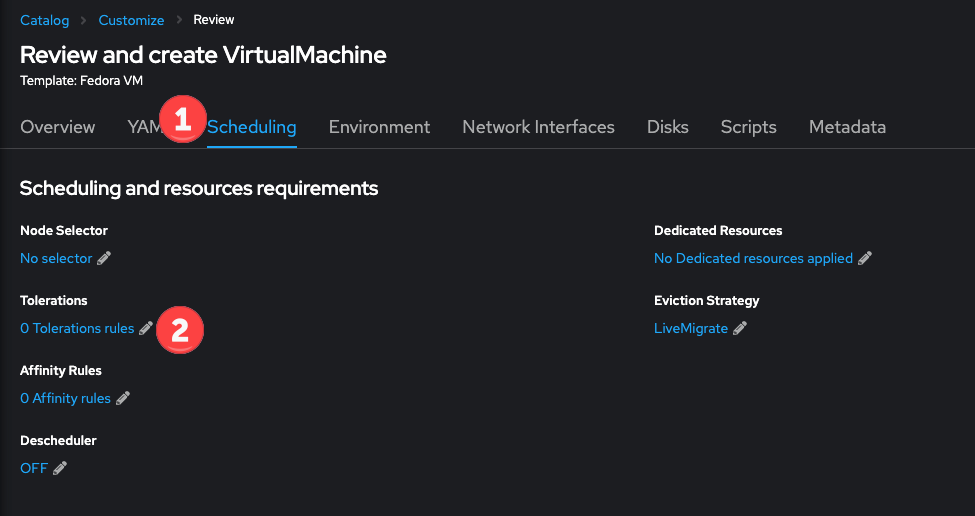 Catalog > Customize > Review
Review and create VirtualMachine
Template: Fedora VM
Overview YAM 1 Scheduling Environment Network Interfaces Disks Scripts Metadata
Scheduling and resources requirements
Node Selector
No selector
Dedicated Resources
No Dedicated resources applied
Tolerations
0 Tolerations rules 2
Eviction Strategy
LiveMigrate
Affinity Rules
0 Affinity rules
Descheduler
OFF